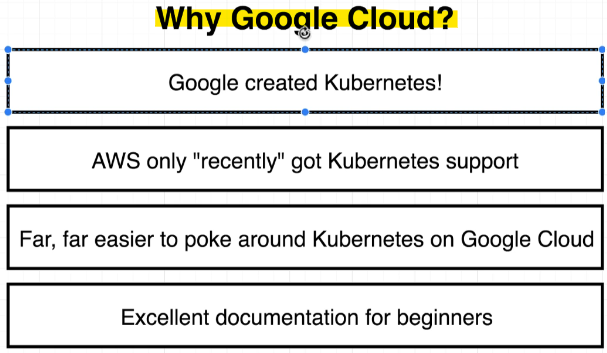 Why Google Cloud?
Google created Kubernetes!
AWS only "recently" got Kubernetes support
Far, far easier to poke around Kubernetes on Google Cloud
Excellent documentation for beginners